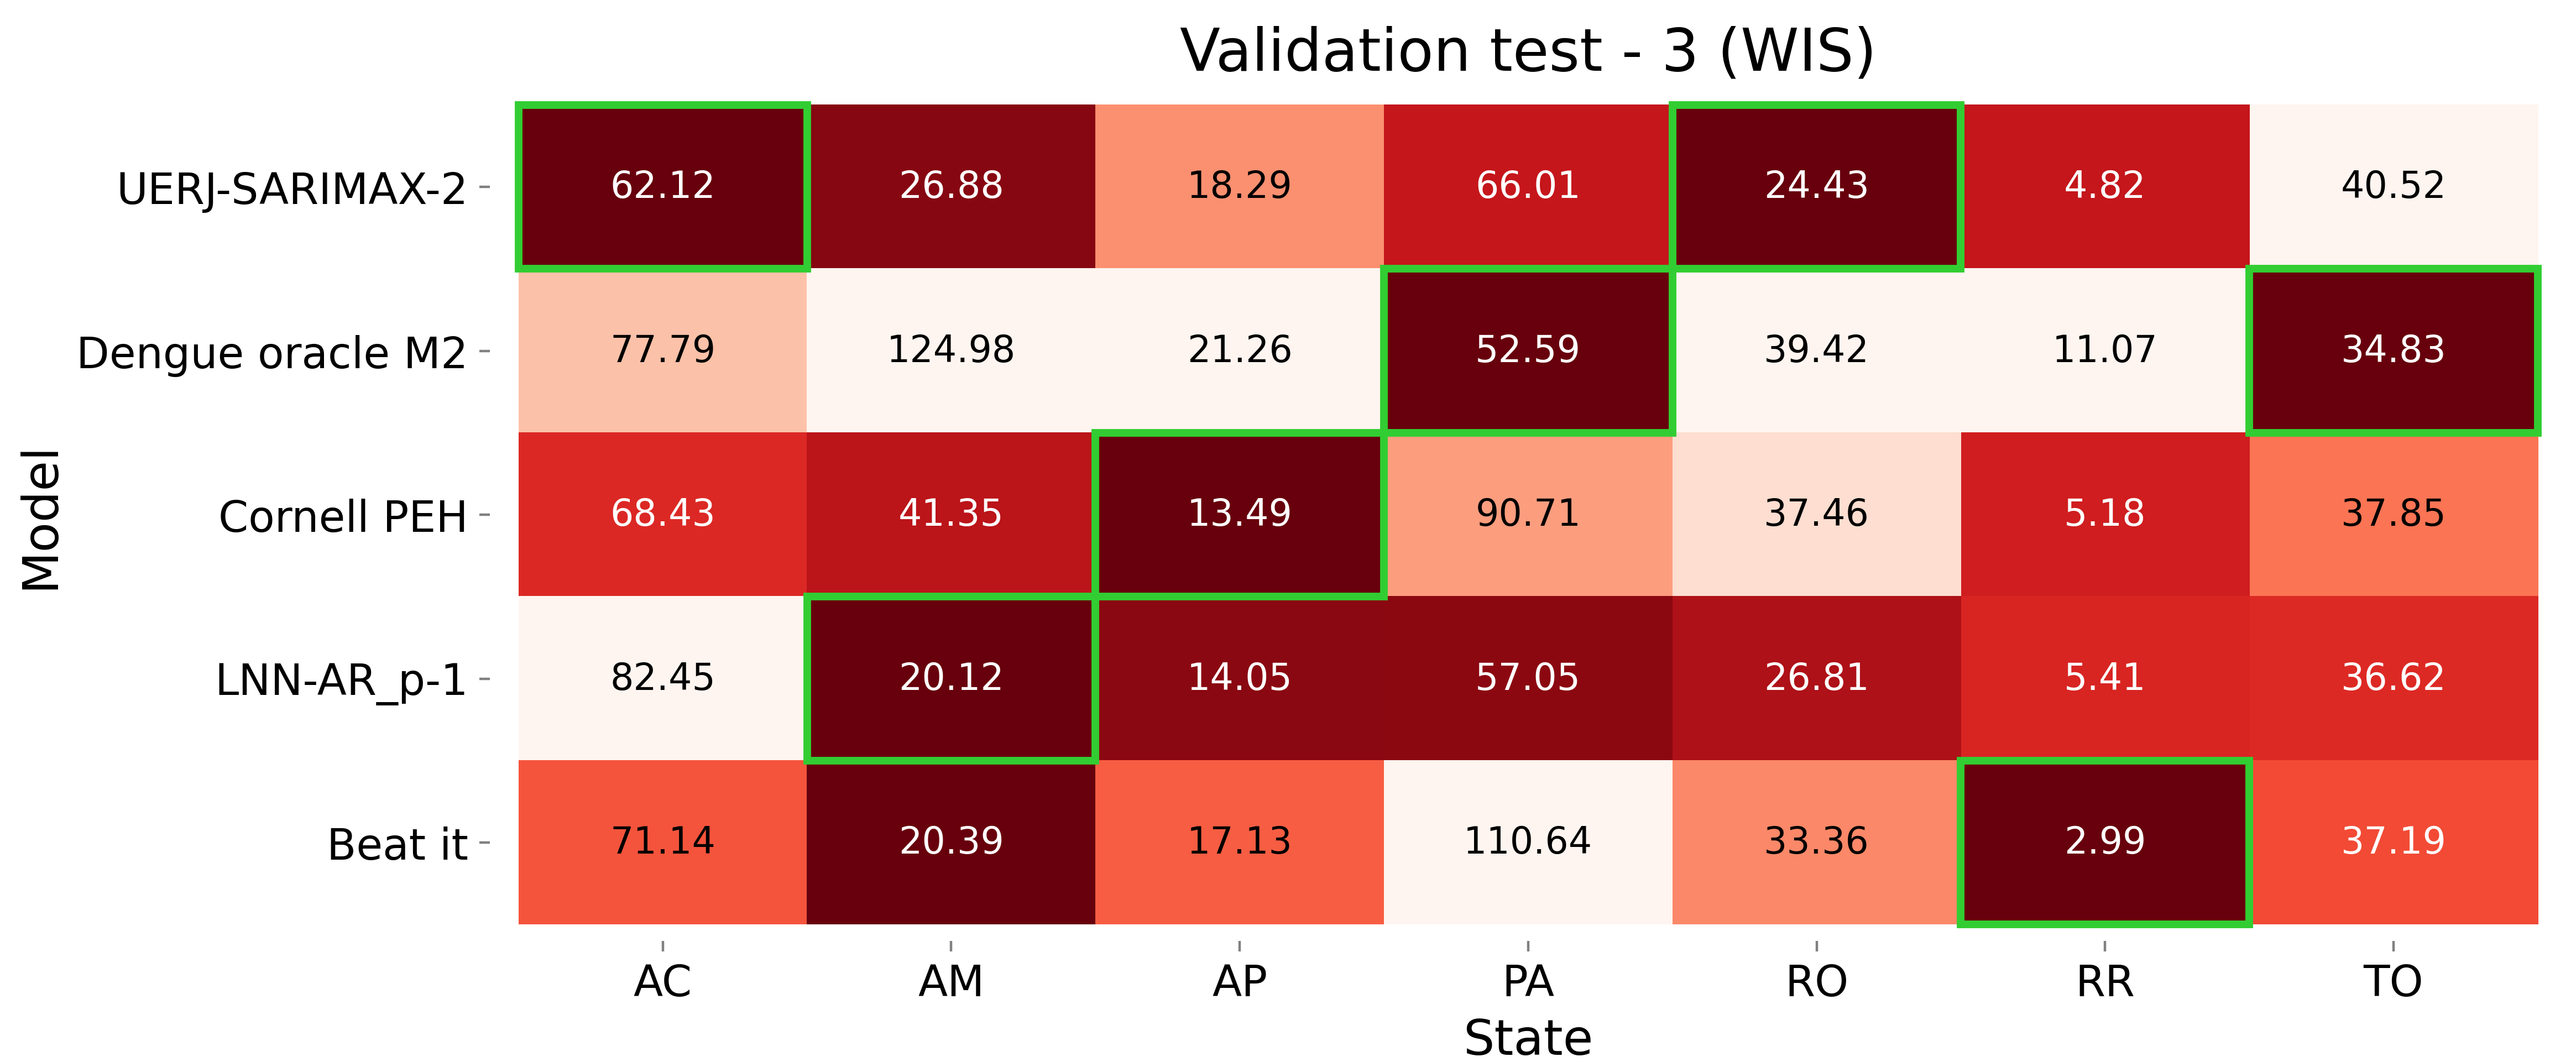 Validation test - 3 (WIS)
Model
UERJ-SARIMAX-2 62.12 26.88 18.29 66.01 24.43 4.82 40.52
Dengue oracle M2 77.79 124.98 21.26 52.59 39.42 11.07 34.83
Cornell PEH 68.43 41.35 13.49 90.71 37.46 5.18 37.85
LNN-AR_p-1 82.45 20.12 14.05 57.05 26.81 5.41 36.62
Beat it 71.14 20.39 17.13 110.64 33.36 2.99 37.19
AC AM AP PA RO RR TO
State